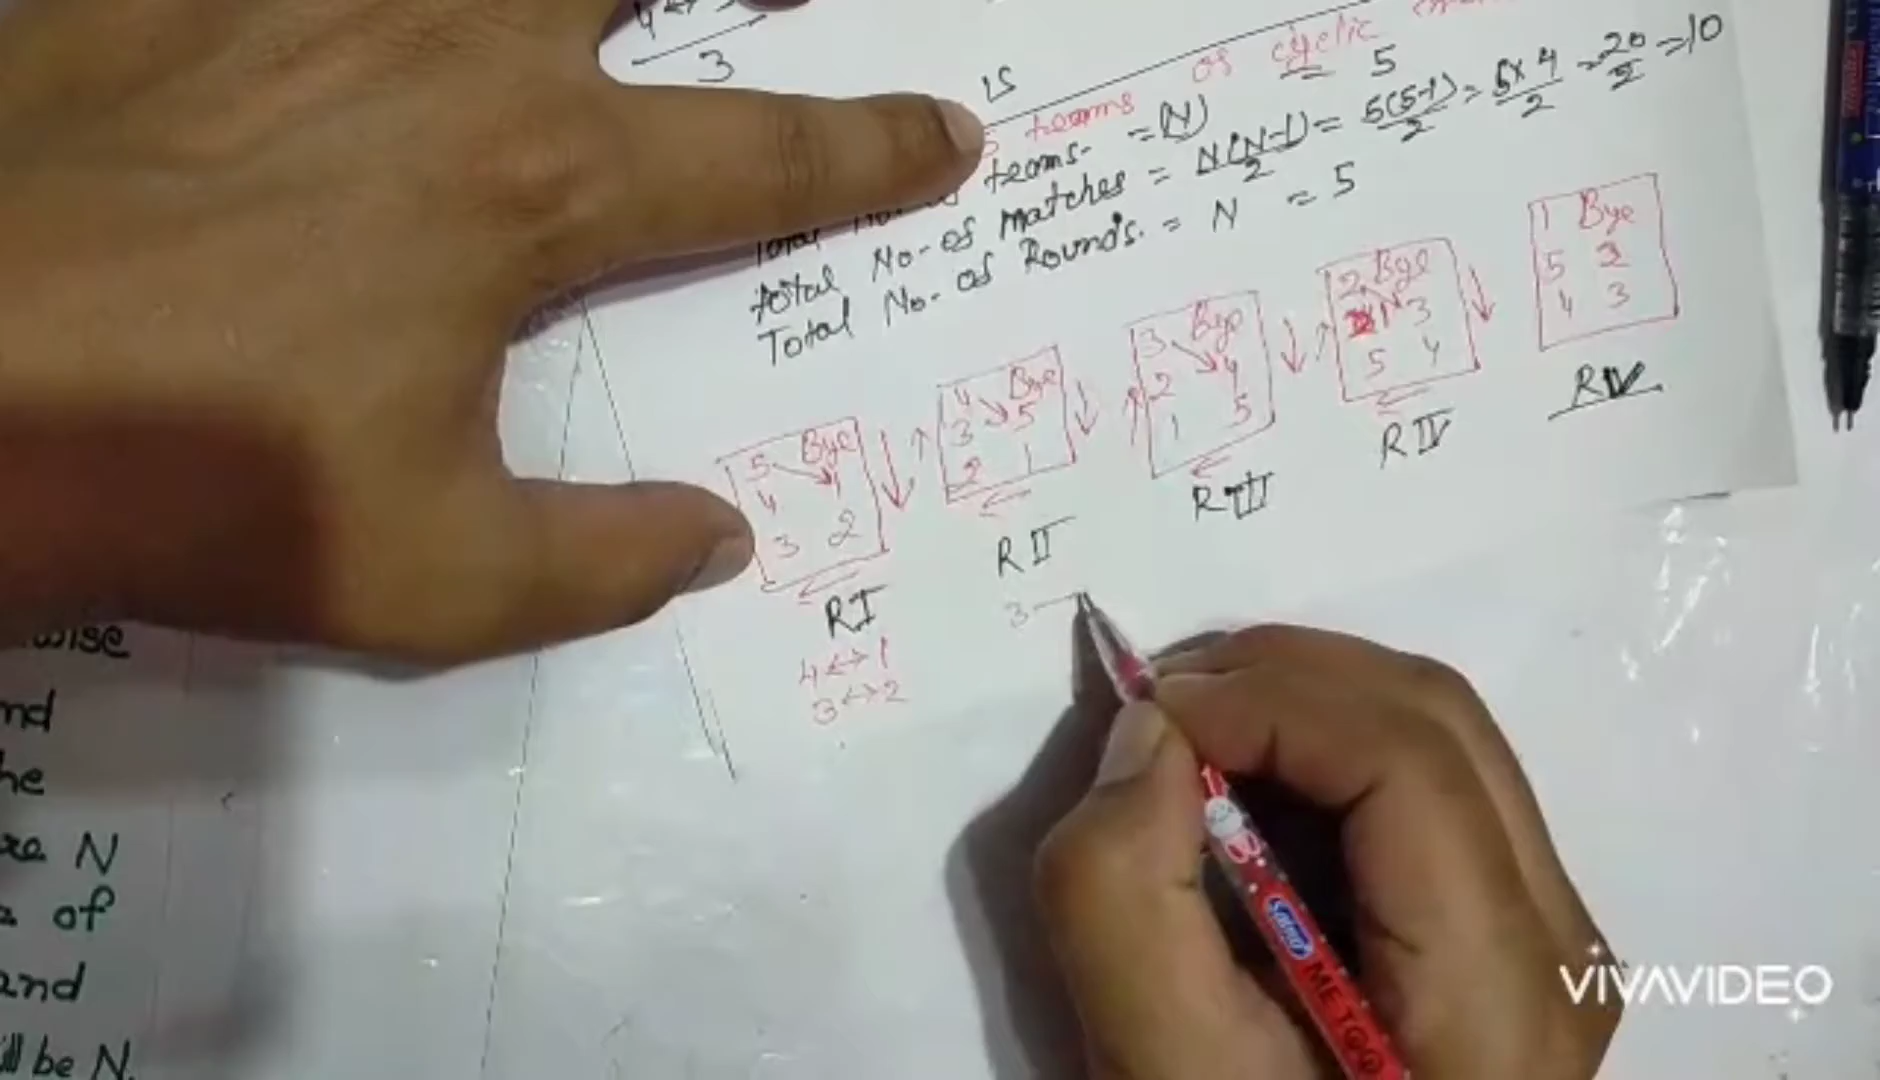 3
15
5 teams of cyclic
teams- = (N) = 5
Total No- of Matches = N(N-1)/2 = 5(5-1)/2 = 5x4/2 = 20/2 = 10
Total No- of Rounds. = N = 5
5 Bye
4 1
3 2
RI
4 Bye
3 5
2 1
RII
3 Bye
2 4
1 5
RIII
2 Bye
1 3
5 4
RIV
1 Bye
5 2
4 3
4 <-> 1
3 <-> 2
3
wise
nd
he
re N
of
and
ill be N.
METOO
VIVAVIDEO